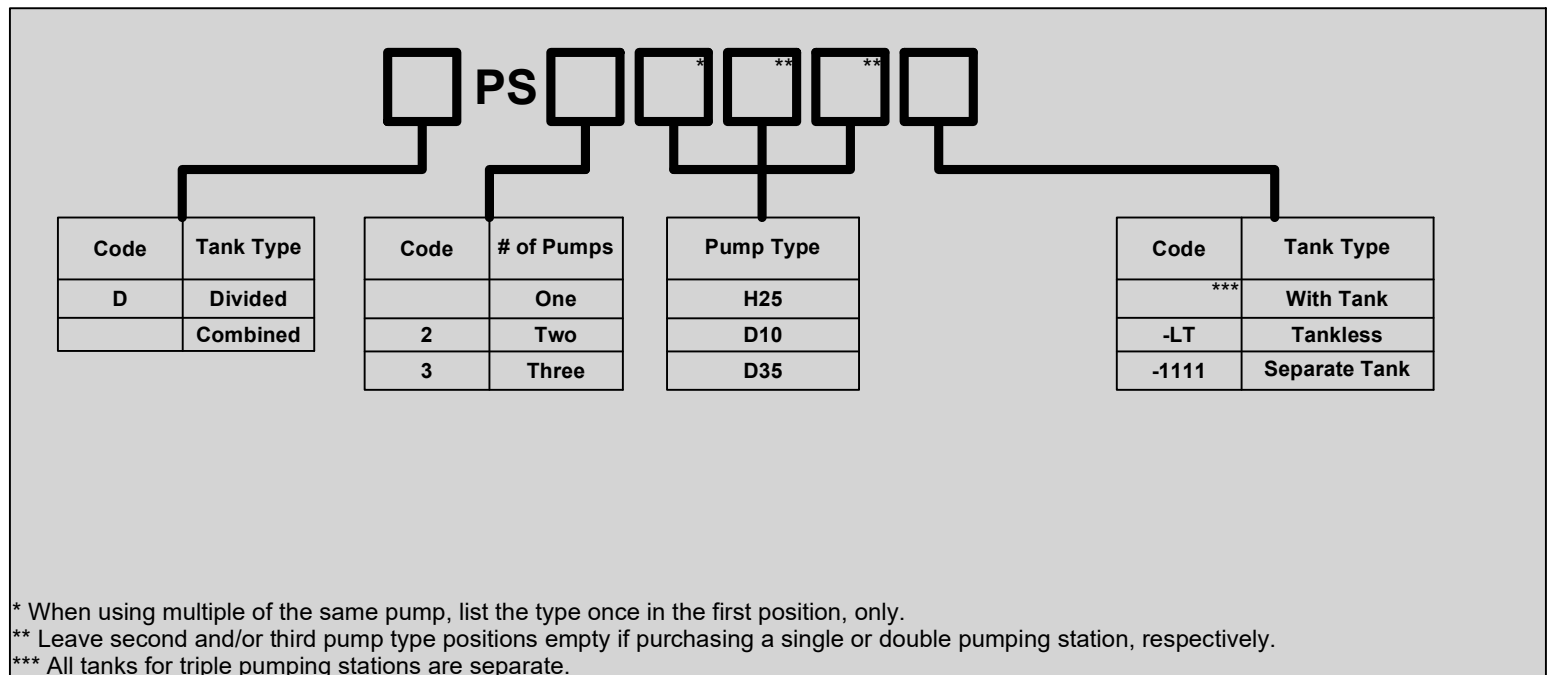 PS * ** **
Code Tank Type
D Divided
Combined
Code # of Pumps
One
2 Two
3 Three
Pump Type
H25
D10
D35
Code Tank Type
*** With Tank
-LT Tankless
-1111 Separate Tank
* When using multiple of the same pump, list the type once in the first position, only.
** Leave second and/or third pump type positions empty if purchasing a single or double pumping station, respectively.
*** All tanks for triple pumping stations are separate.